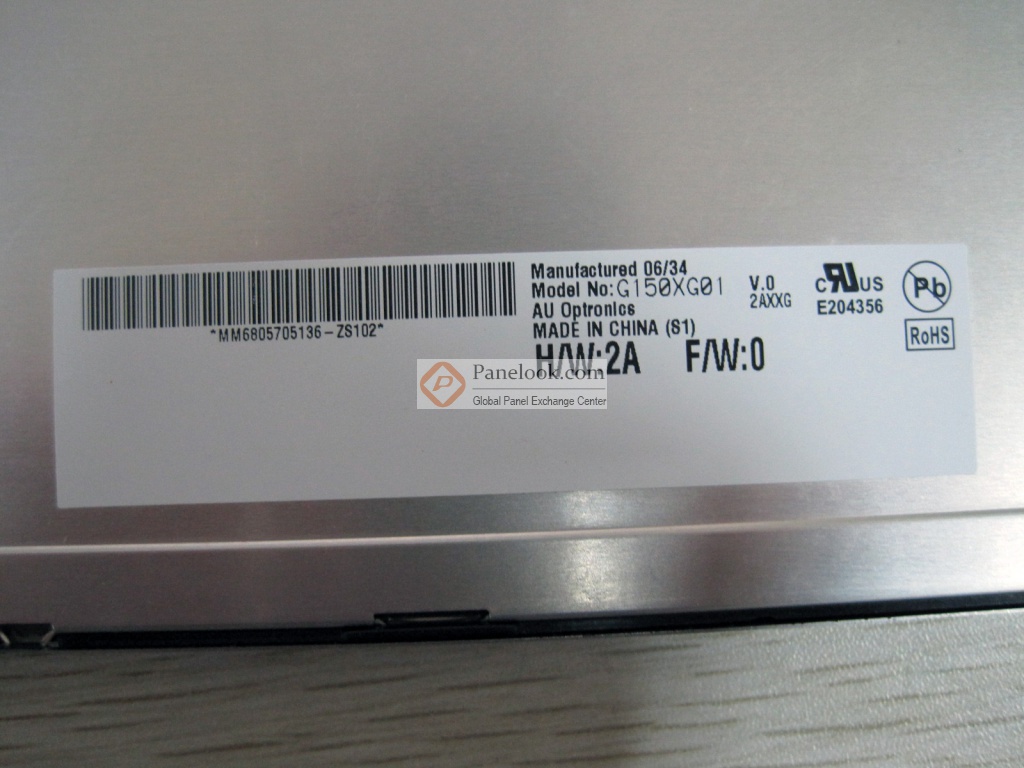 *MM6805705136-ZS102*
Manufactured 06/34
Model No: G150XG01 V.0
2AXXG
AU Optronics
MADE IN CHINA (S1)
H/W:2A F/W:0
c RU US
E204356
Pb
RoHS
Panelook.com
Global Panel Exchange Center